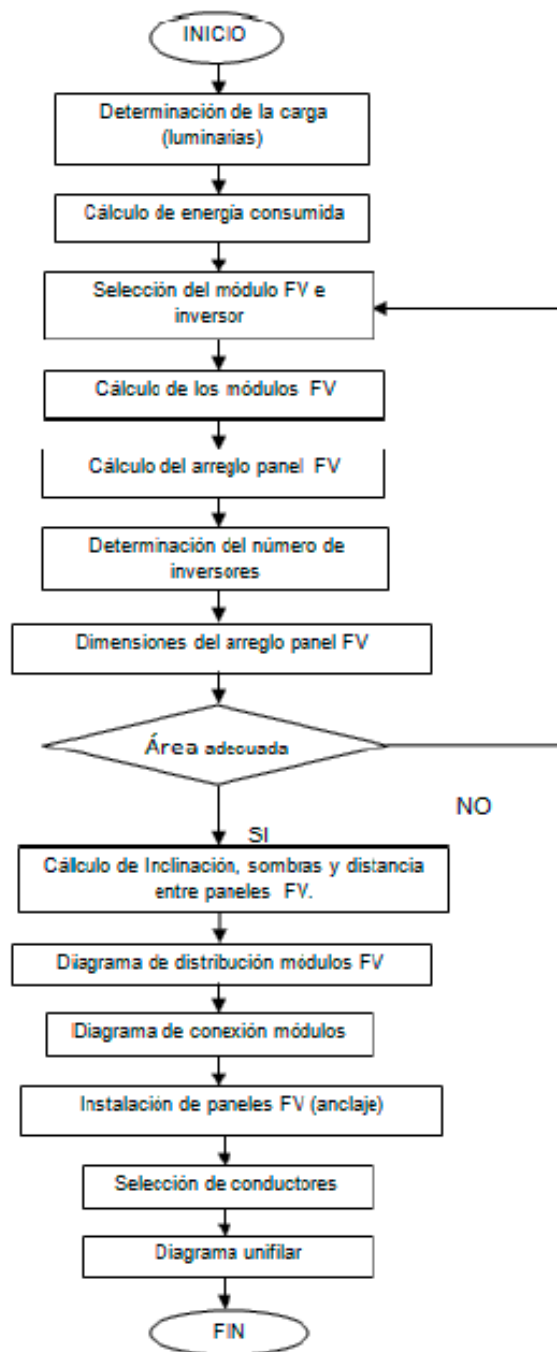 INICIO
Determinación de la carga
(luminarias)
Cálculo de energía consumida
Selección del módulo FV e
inversor
Cálculo de los módulos FV
Cálculo del arreglo panel FV
Determinación del número de
inversores
Dimensiones del arreglo panel FV
Área adecuada
NO
SI
Cálculo de Inclinación, sombras y distancia
entre paneles FV.
Diagrama de distribución módulos FV
Diagrama de conexión módulos
Instalación de paneles FV (anclaje)
Selección de conductores
Diagrama unifilar
FIN